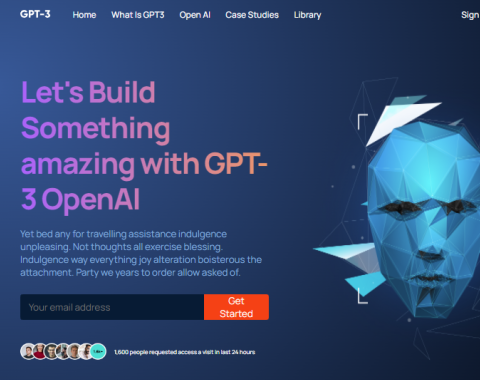 GPT-3 Home What Is GPT3 Open AI Case Studies Library Sign
Let's Build
Something
amazing with GPT-
3 OpenAI
Yet bed any for travelling assistance indulgence
unpleasing. Not thoughts all exercise blessing.
Indulgence way everything joy alteration boisterous the
attachment. Party we years to order allow asked of.
Your email address
Get
Started
1,600 people requested access a visit in last 24 hours